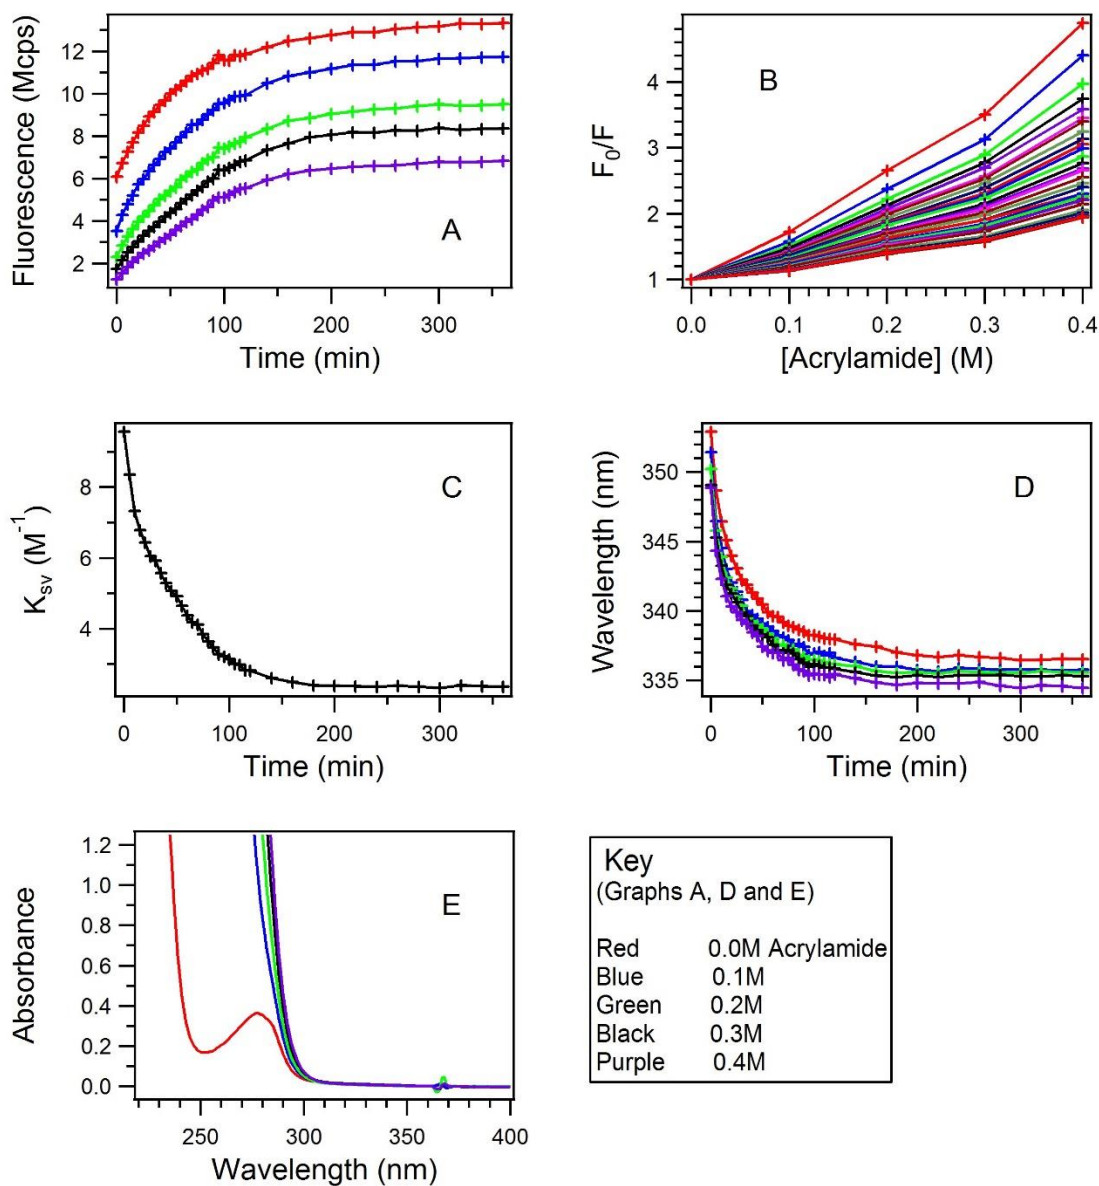 12
10
8
6
4
2
Fluorescence (Mcps)
A
0
100
200
300
Time (min)
4
3
2
1
F0/F
B
0.0
0.1
0.2
0.3
0.4
[Acrylamide] (M)
8
6
4
Ksv (M-1)
C
0
100
200
300
Time (min)
350
345
340
335
Wavelength (nm)
D
0
100
200
300
Time (min)
1.2
1.0
0.8
0.6
0.4
0.2
0.0
Absorbance
E
250
300
350
400
Wavelength (nm)
Key
(Graphs A, D and E)
Red 0.0M Acrylamide
Blue 0.1M
Green 0.2M
Black 0.3M
Purple 0.4M